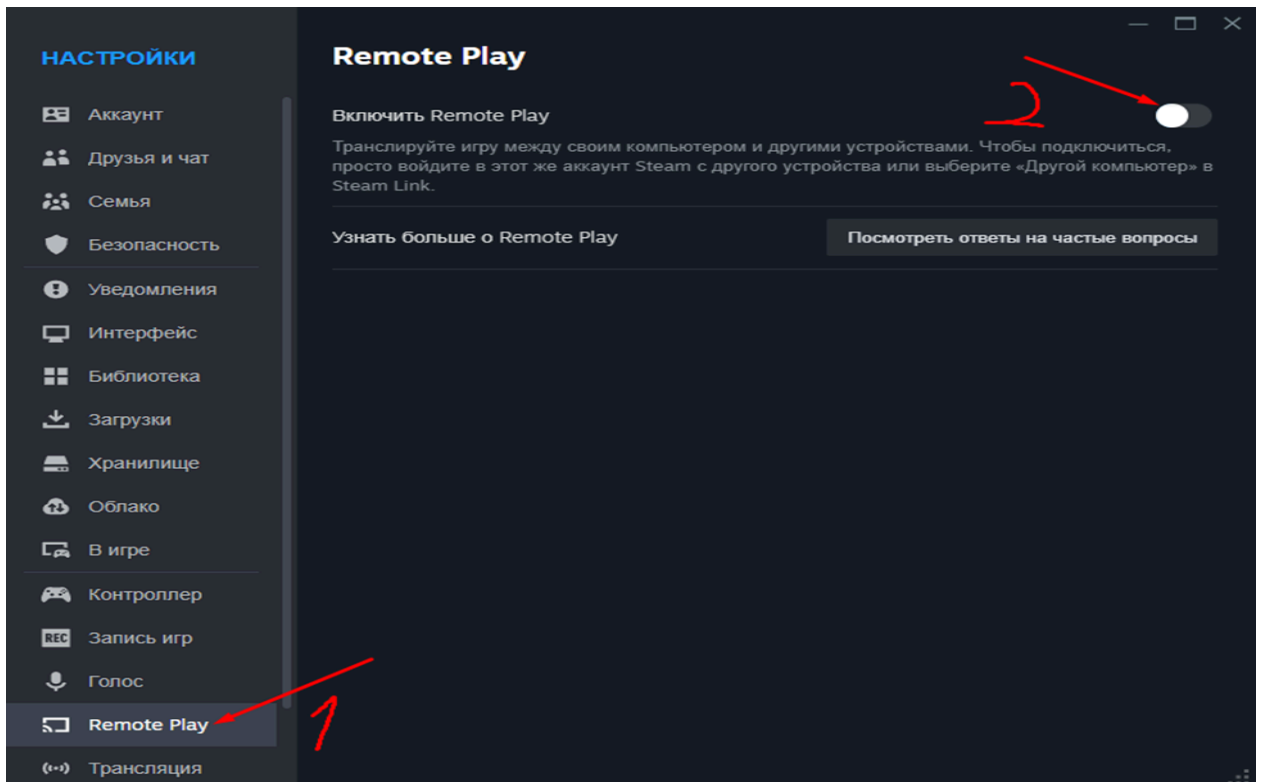 НАСТРОЙКИ
Аккаунт
Друзья и чат
Семья
Безопасность
Уведомления
Интерфейс
Библиотека
Загрузки
Хранилище
Облако
В игре
Контроллер
REC Запись игр
Голос
Remote Play
Трансляция
Remote Play
Включить Remote Play
Транслируйте игру между своим компьютером и другими устройствами. Чтобы подключиться,
просто войдите в этот же аккаунт Steam с другого устройства или выберите «Другой компьютер» в
Steam Link.
Узнать больше о Remote Play
Посмотреть ответы на частые вопросы
2
1